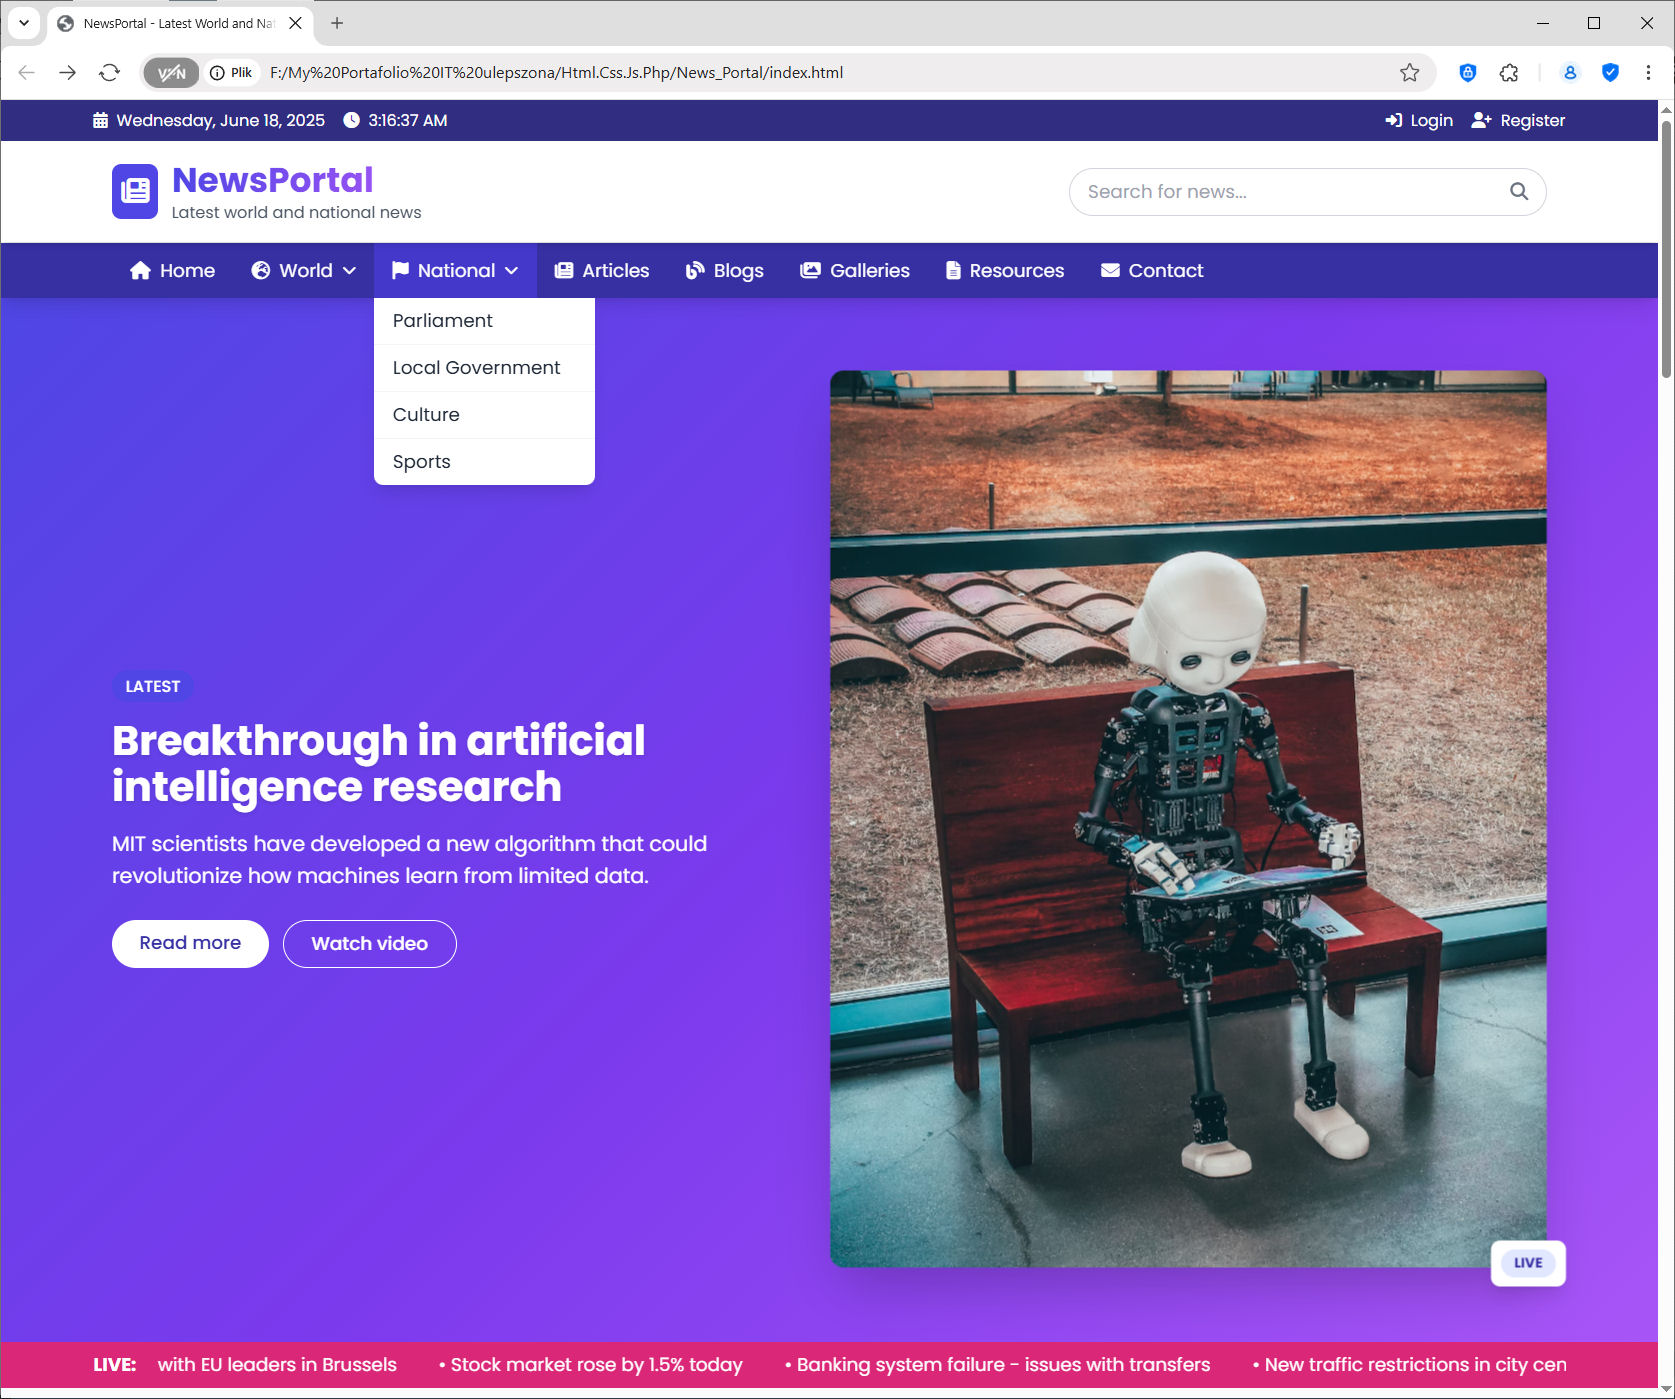 NewsPortal - Latest World and Na
VPN
Plik
F:/My%20Portafolio%20IT%20ulepszona/Html.Css.Js.Php/News_Portal/index.html
Wednesday, June 18, 2025
3:16:37 AM
Login
Register
NewsPortal
Latest world and national news
Search for news...
Home
World
National
Articles
Blogs
Galleries
Resources
Contact
Parliament
Local Government
Culture
Sports
LATEST
Breakthrough in artificial
intelligence research
MIT scientists have developed a new algorithm that could
revolutionize how machines learn from limited data.
Read more
Watch video
LIVE
LIVE: with EU leaders in Brussels • Stock market rose by 1.5% today • Banking system failure - issues with transfers • New traffic restrictions in city cen